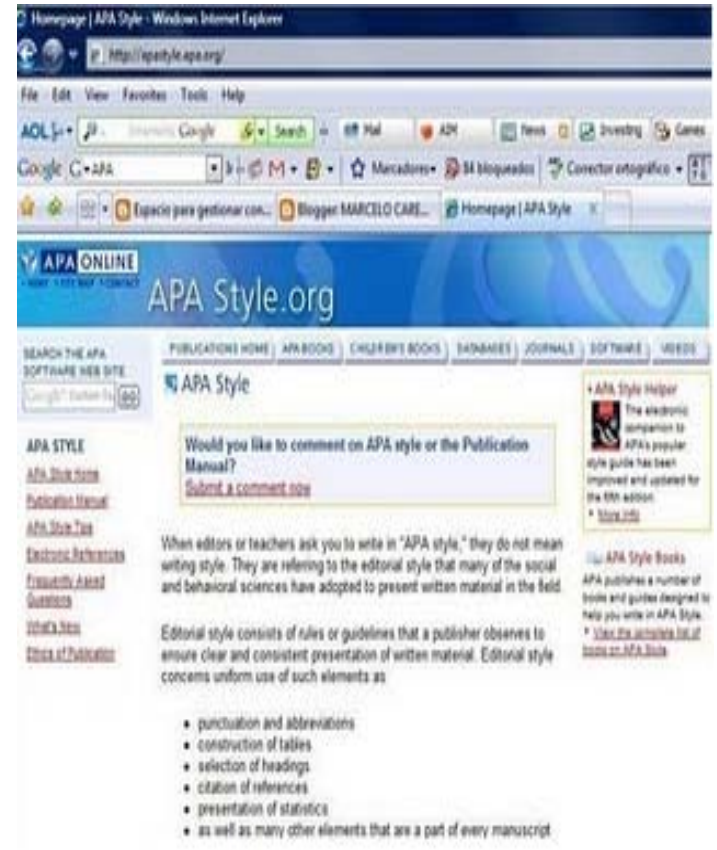 Homepage | APA Style - Windows Internet Explorer
http://apastyle.apa.org/
File Edit View Favorites Tools Help
AOL Google Search Mail AIM News Investing Games
Google APA Marcadores 54 bloqueados Corrector ortográfico
Espacio para gestionar con... Blogger: MARCELO CARE... Homepage | APA Style
APA ONLINE
HOME SITE MAP CONTACT
APA Style.org
SEARCH THE APA
SOFTWARE WEB SITE
GO
PUBLICATIONS HOME APA BOOKS CHILDREN'S BOOKS DATABASES JOURNALS SOFTWARE VIDEOS
APA STYLE
APA Style Home
Publication Manual
APA Style Tips
Electronic References
Frequently Asked
Questions
What's New
Ethics of Publication
APA Style
Would you like to comment on APA style or the Publication
Manual?
Submit a comment now
When editors or teachers ask you to write in "APA style," they do not mean
writing style. They are referring to the editorial style that many of the social
and behavioral sciences have adopted to present written material in the field.
Editorial style consists of rules or guidelines that a publisher observes to
ensure clear and consistent presentation of written material. Editorial style
concerns uniform use of such elements as
• punctuation and abbreviations
• construction of tables
• selection of headings
• citation of references
• presentation of statistics
• as well as many other elements that are a part of every manuscript
APA Style Helper
The electronic
companion to
APA's popular
style guide has been
improved and updated for
the fifth edition
* More info
APA Style Books
APA publishes a number of
books and guides designed to
help you write in APA Style.
* View the complete list of
books on APA Style